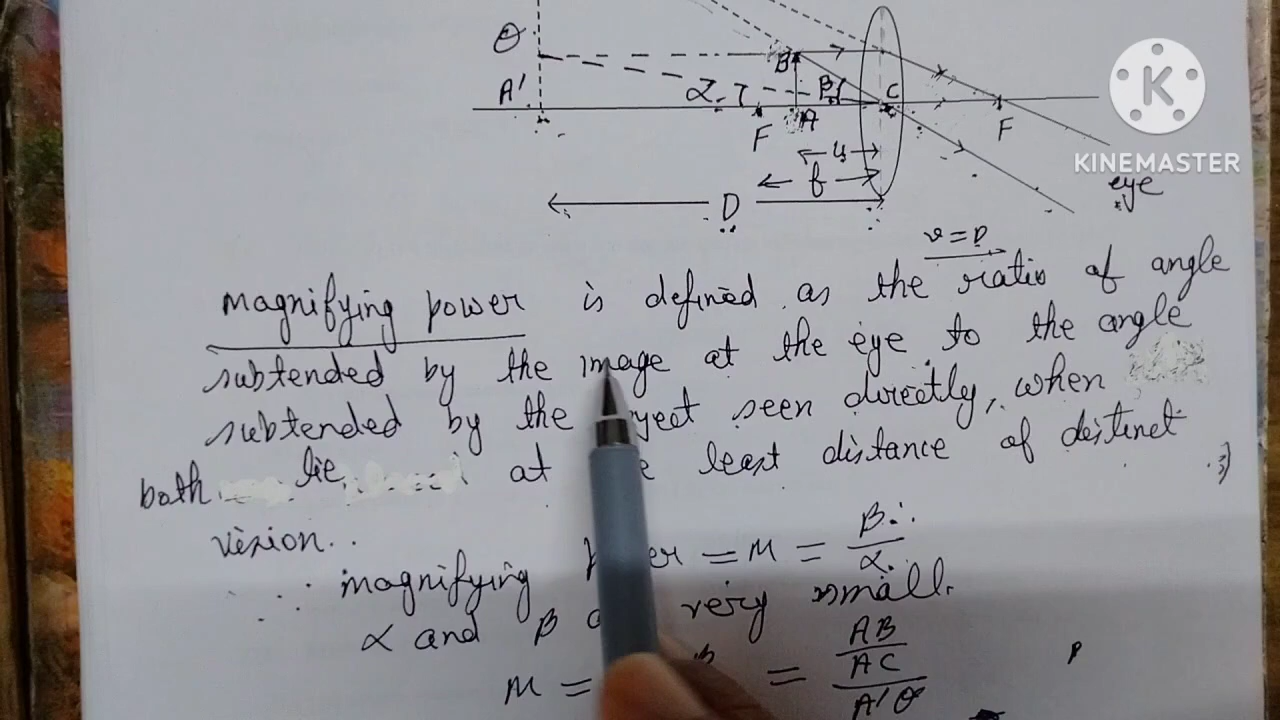 Θ
A'
α
B
β
C
F
A
F
u
f
D
eye
v=D
KINEMASTER
magnifying power is defined as the ratio of angle
subtended by the image at the eye to the angle
subtended by the seen directly, when
both lie at least distance of distinct
vision..
∴ magnifying = M = β/α
α and β very small.
M = = AB/AC / A'Θ